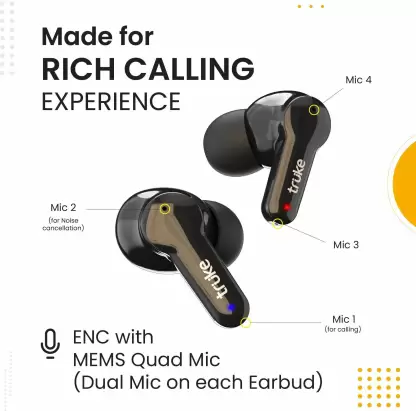 Made for
RICH CALLING
EXPERIENCE
Mic 4
truke
Mic 2
(for Noise
cancellation)
Mic 3
truke
Mic 1
(for calling)
ENC with
MEMS Quad Mic
(Dual Mic on each Earbud)